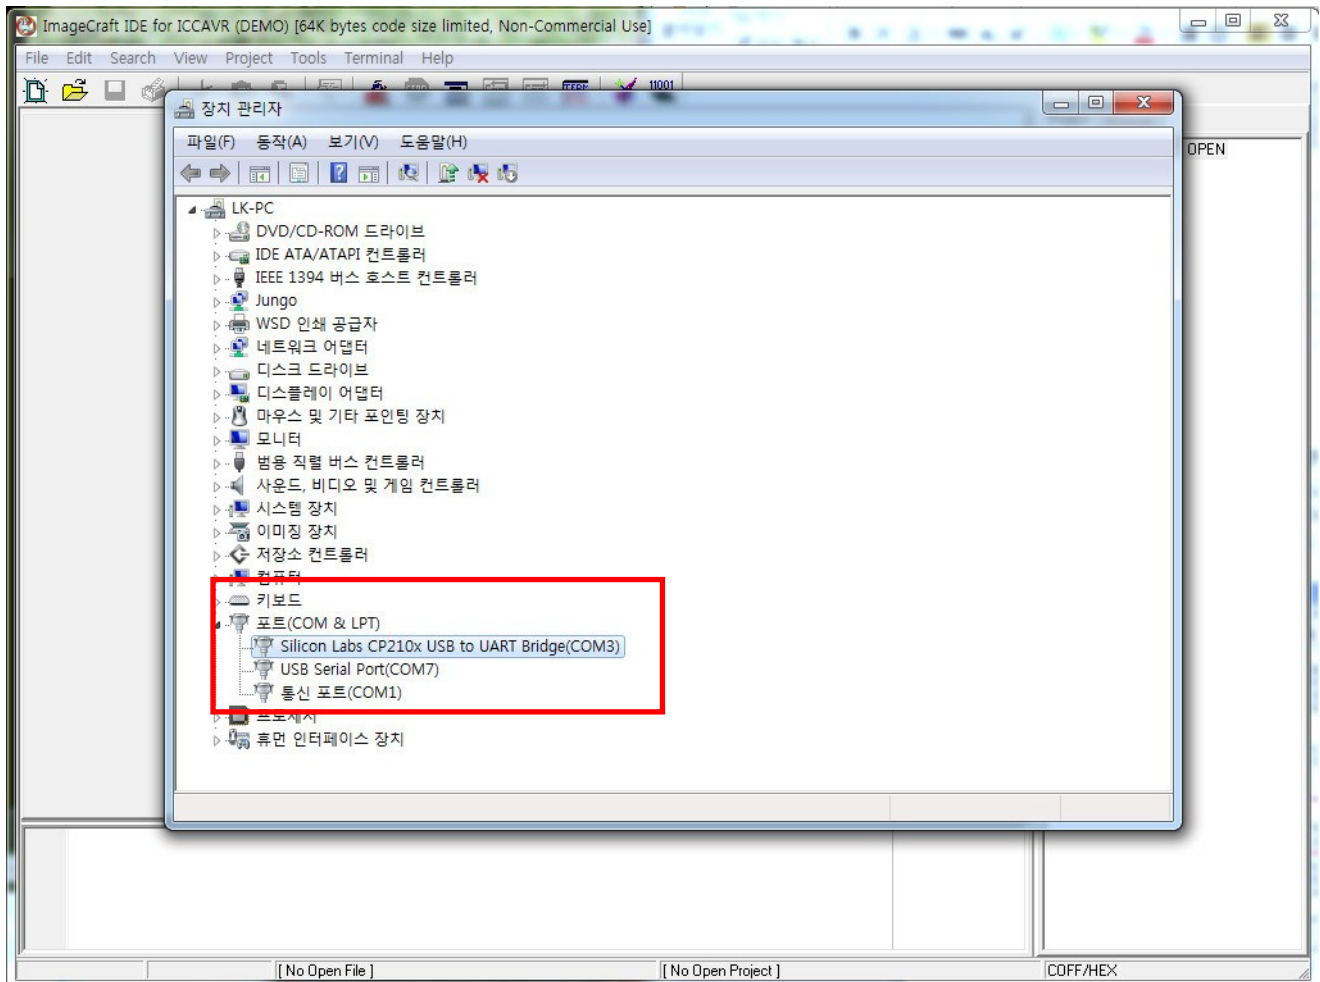 ImageCraft IDE for ICCAVR (DEMO) [64K bytes code size limited, Non-Commercial Use]
File Edit Search View Project Tools Terminal Help
11001
장치 관리자
파일(F) 동작(A) 보기(V) 도움말(H)
OPEN
LK-PC
DVD/CD-ROM 드라이브
IDE ATA/ATAPI 컨트롤러
IEEE 1394 버스 호스트 컨트롤러
Jungo
WSD 인쇄 공급자
네트워크 어댑터
디스크 드라이브
디스플레이 어댑터
마우스 및 기타 포인팅 장치
모니터
범용 직렬 버스 컨트롤러
사운드, 비디오 및 게임 컨트롤러
시스템 장치
이미징 장치
저장소 컨트롤러
컴퓨터
키보드
포트(COM & LPT)
Silicon Labs CP210x USB to UART Bridge(COM3)
USB Serial Port(COM7)
통신 포트(COM1)
프로세서
휴먼 인터페이스 장치
[ No Open File ] [ No Open Project ] COFF/HEX